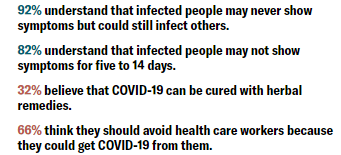 92% understand that infected people may never show
symptoms but could still infect others.
82% understand that infected people may not show
symptoms for five to 14 days.
32% believe that COVID-19 can be cured with herbal
remedies.
66% think they should avoid health care workers because
they could get COVID-19 from them.